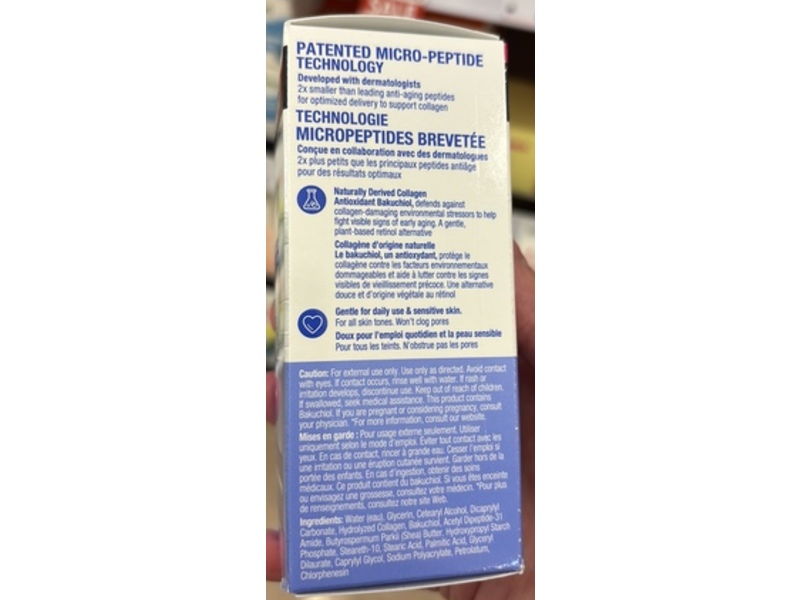 PATENTED MICRO-PEPTIDE
TECHNOLOGY
Developed with dermatologists
2x smaller than leading anti-aging peptides
for optimized delivery to support collagen
TECHNOLOGIE
MICROPEPTIDES BREVETÉE
Conçue en collaboration avec des dermatologues
2x plus petits que les principaux peptides antiâge
pour des résultats optimaux
Naturally Derived Collagen
Antioxidant Bakuchiol, defends against
collagen-damaging environmental stressors to help
fight visible signs of early aging. A gentle,
plant-based retinol alternative
Collagène d'origine naturelle
Le bakuchiol, un antioxydant, protège le
collagène contre les facteurs environnementaux
dommageables et aide à lutter contre les signes
visibles de vieillissement précoce. Une alternative
douce et d'origine végétale au rétinol
Gentle for daily use & sensitive skin.
For all skin tones. Won't clog pores
Doux pour l'emploi quotidien et la peau sensible
Pour tous les teints. N'obstrue pas les pores
Caution: For external use only. Use only as directed. Avoid contact
with eyes. If contact occurs, rinse well with water. If rash or
irritation develops, discontinue use. Keep out of reach of children.
If swallowed, seek medical assistance. This product contains
Bakuchiol. If you are pregnant or considering pregnancy, consult
your physician. *For more information, consult our website.
Mises en garde : Pour usage externe seulement. Utiliser
uniquement selon le mode d'emploi. Éviter tout contact avec les
yeux. En cas de contact, rincer à grande eau. Cesser l'emploi si
une irritation ou une éruption cutanée survient. Garder hors de la
portée des enfants. En cas d'ingestion, obtenir des soins
médicaux. Ce produit contient du bakuchiol. Si vous êtes enceinte
ou envisagez une grossesse, consultez votre médecin. *Pour plus
de renseignements, consultez notre site Web.
Ingredients: Water (eau), Glycerin, Cetearyl Alcohol, Dicaprylyl
Carbonate, Hydrolyzed Collagen, Bakuchiol, Acetyl Dipeptide-31
Amide, Butyrospermum Parkii (Shea) Butter, Hydroxypropyl Starch
Phosphate, Steareth-10, Stearic Acid, Palmitic Acid, Glyceryl
Dilaurate, Caprylyl Glycol, Sodium Polyacrylate, Petrolatum,
Chlorphenesin